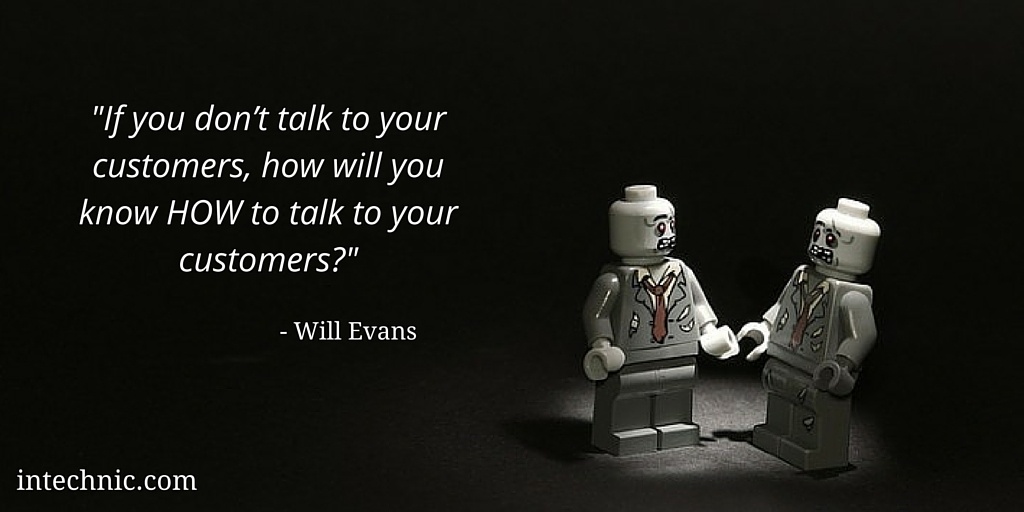 "If you don’t talk to your
customers, how will you
know HOW to talk to your
customers?"
- Will Evans
intechnic.com